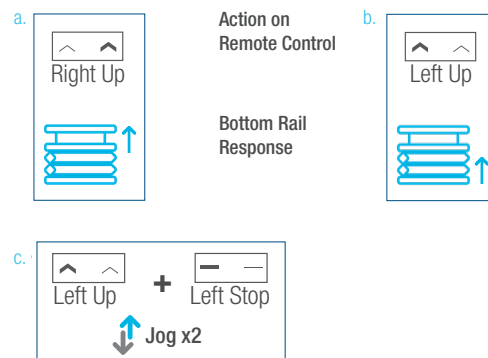 a.
Right Up
Action on
Remote Control
Bottom Rail
Response
b.
Left Up
c.
Left Up + Left Stop
Jog x2